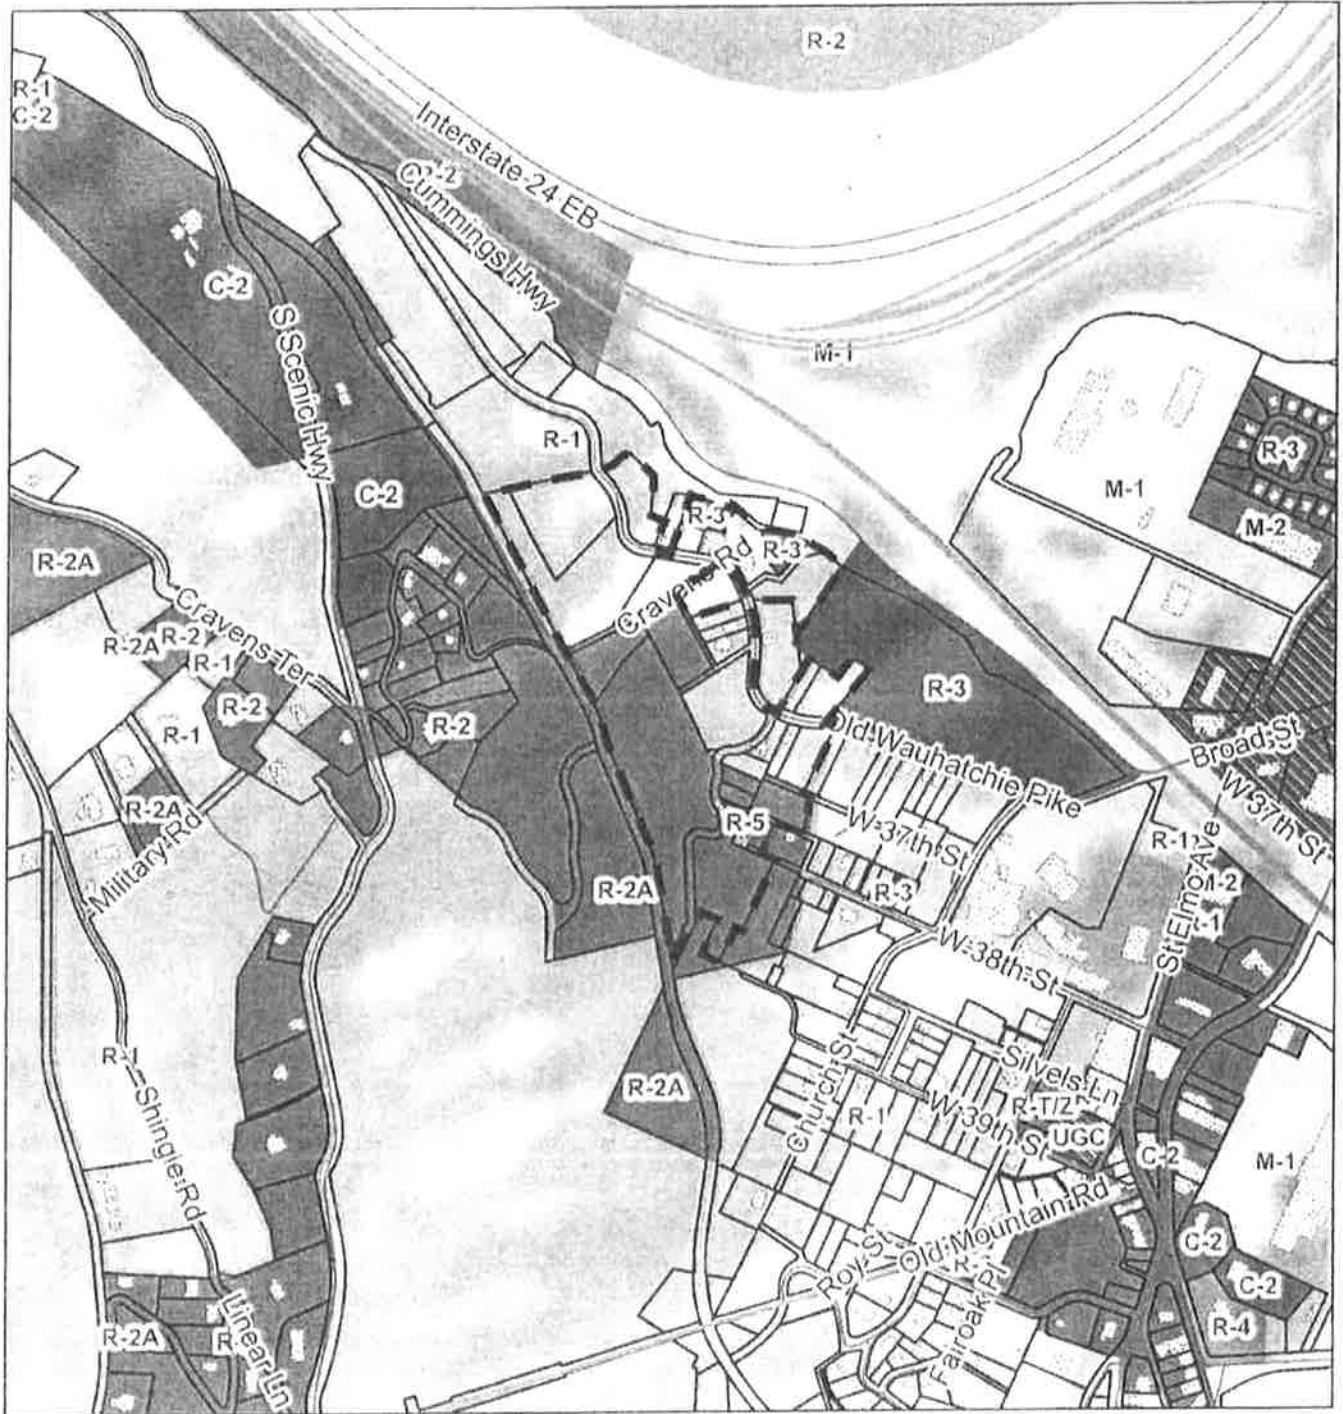 R-2
R-1
C-2
Interstate 24 EB
Cummings Hwy
C-2
S Scenic Hwy
M-1
R-1
C-2
R-3
M-1
M-2
R-3
R-3
R-2A
Cravens Rd
Cravens Ter
R-2A
R-2
R-1
R-2
R-1
R-2
R-3
Old Wauhatchie Pike
Broad St
W 37th St
R-2A
Military Rd
R-5
W 37th St
R-1
St Elmo Ave
R-2A
R-3
W 38th St
R-1
Shingle Rd
R-2A
Church St
Silvels Ln
R-T/Z
R-1
W 39th St
UGC
C-2
M-1
Old Mountain Rd
Roy St
C-2
C-2
R-4
Fairoak Pl
R-2A
Linear Ln